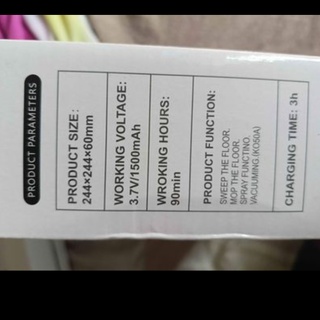 PRODUCT PARAMETERS
PRODUCT SIZE:
244×244×60mm
WORKING VOLTAGE:
3.7V/1500mAh
WROKING HOURS:
90min
PRODUCT FUNCTION:
SWEEP THE FLOOR.
MOP THE FLOOR.
SPRAY FUNCTINO.
VACUUMING.(KO50A)
CHARGING TIME: 3h